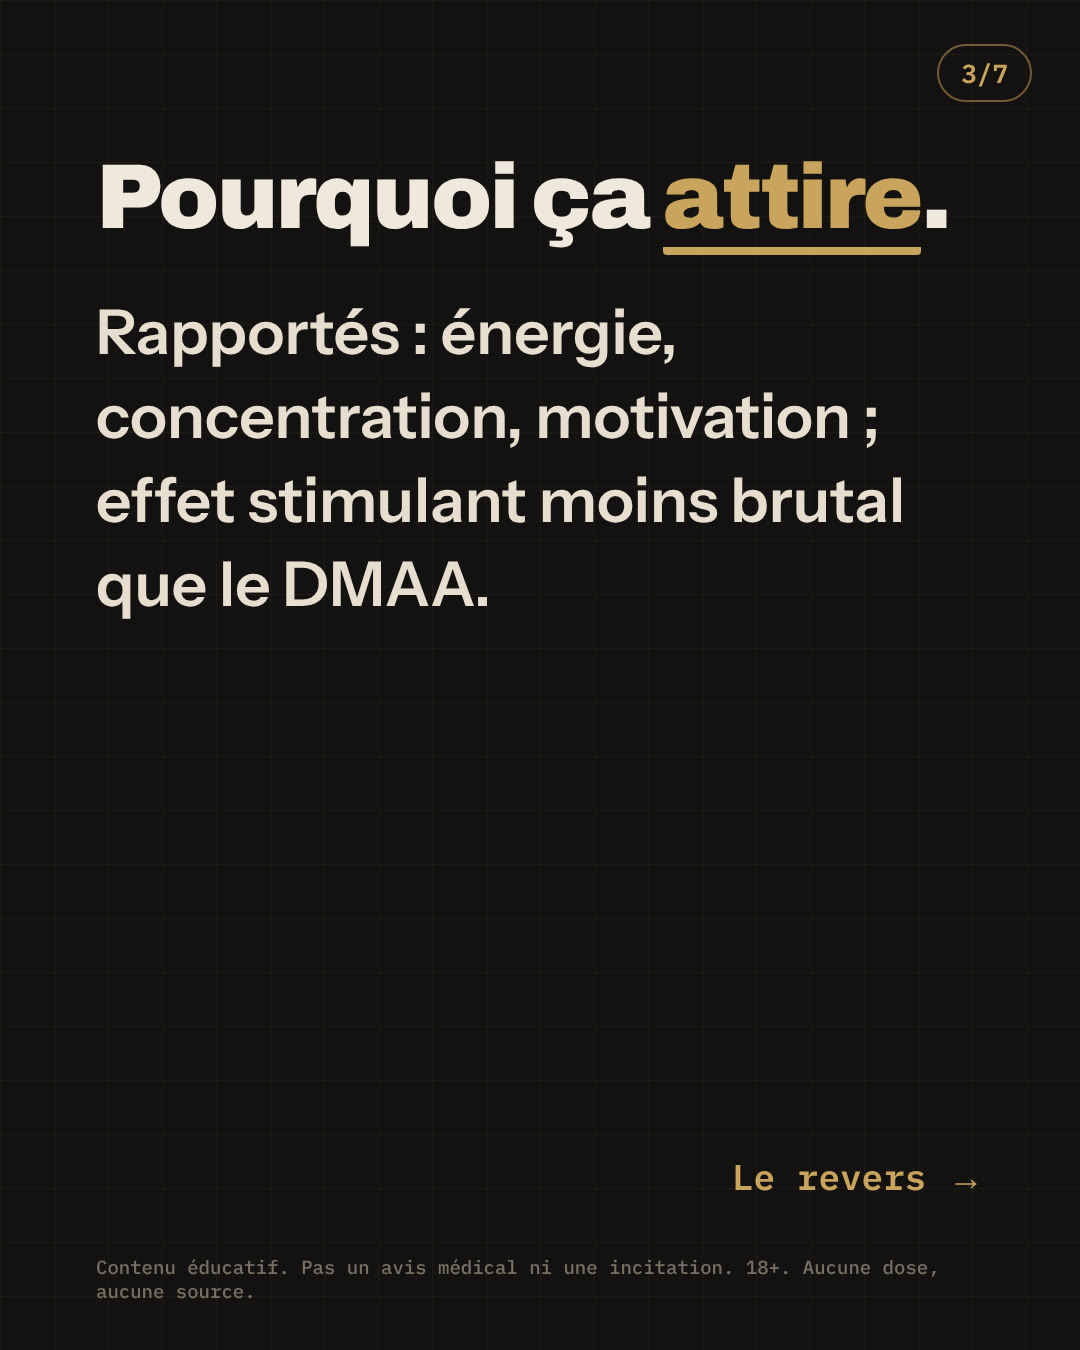 3/7
Pourquoi ça attire.
Rapportés : énergie,
concentration, motivation ;
effet stimulant moins brutal
que le DMAA.
Le revers →
Contenu éducatif. Pas un avis médical ni une incitation. 18+. Aucune dose,
aucune source.